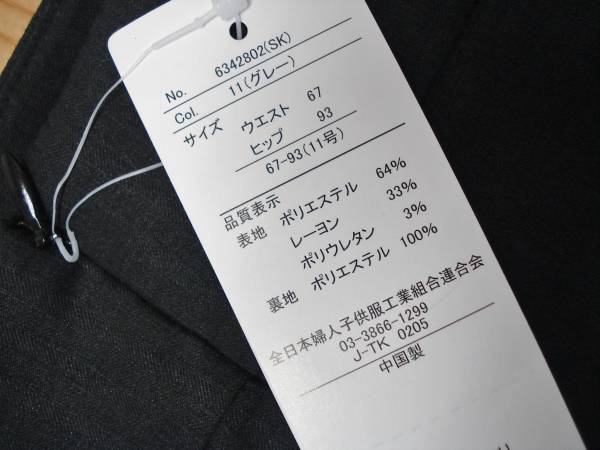 No. 6342802(SK)
Col. 11(グレー)
サイズ ウエスト 67
ヒップ 93
67-93(11号)
品質表示
表地 ポリエステル 64%
レーヨン 33%
ポリウレタン 3%
裏地 ポリエステル 100%
全日本婦人子供服工業組合連合会
03-3866-1299
J-TK 0205
中国製